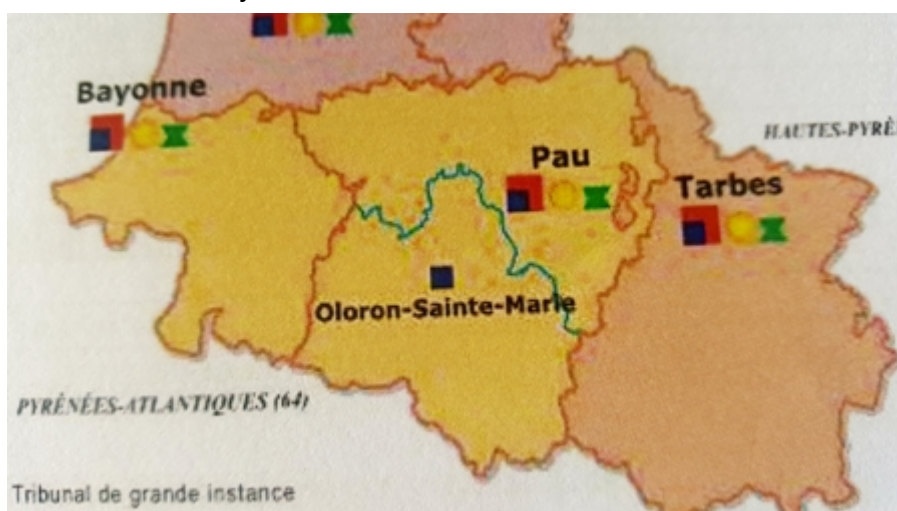 Bayonne
HAUTES-PYRÉ
Pau
Tarbes
Oloron-Sainte-Marie
PYRÉNÉES-ATLANTIQUES (64)
Tribunal de grande instance